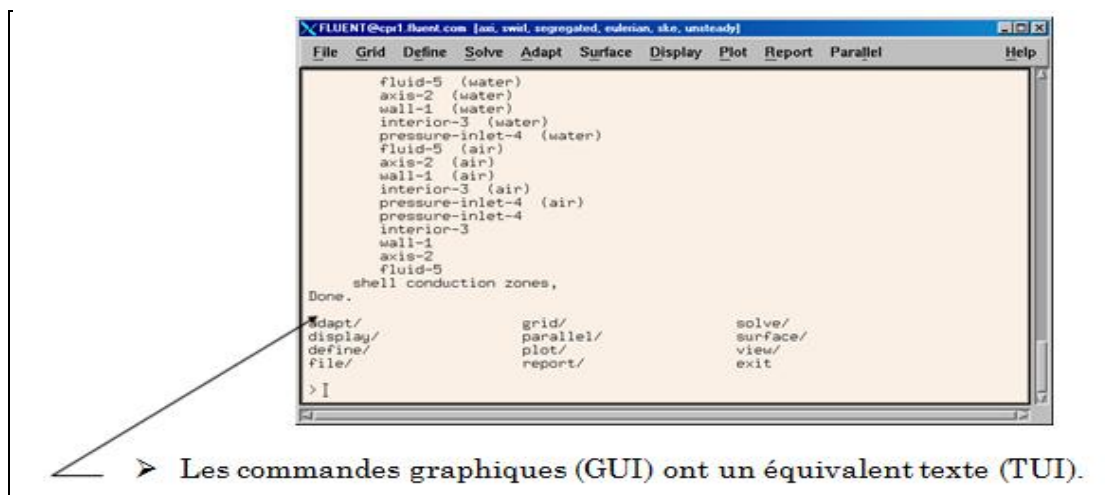 FLUENT@cpr1.fluent.com [axi, swirl, segregated, eulerian, ske, unsteady]
File Grid Define Solve Adapt Surface Display Plot Report Parallel Help
fluid-5 (water)
axis-2 (water)
wall-1 (water)
interior-3 (water)
pressure-inlet-4 (water)
fluid-5 (air)
axis-2 (air)
wall-1 (air)
interior-3 (air)
pressure-inlet-4 (air)
pressure-inlet-4
interior-3
wall-1
axis-2
fluid-5
shell conduction zones,
Done.
adapt/ grid/ solve/
display/ parallel/ surface/
define/ plot/ view/
file/ report/ exit
>
➢ Les commandes graphiques (GUI) ont un équivalent texte (TUI).